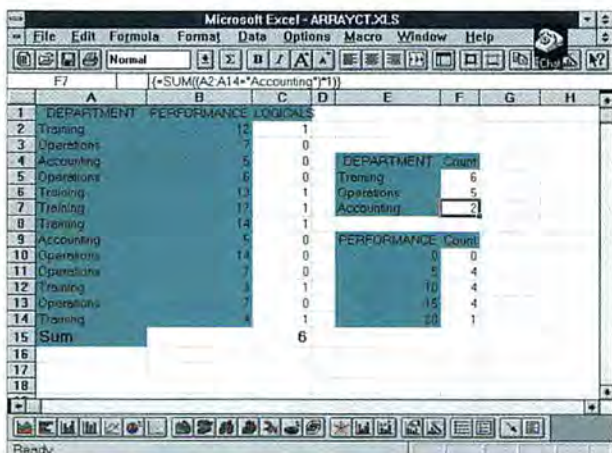 Microsoft Excel - ARRAYCT.XLS
File Edit Formula Format Data Options Macro Window Help
Normal
F7 {=SUM((A2:A14="Accounting")*1)}
A B C D E F G H
1 DEPARTMENT PERFORMANCE LOGICALS
2 Training 12 1
3 Operations 7 0
4 Accounting 5 0 DEPARTMENT Count
5 Operations 6 0 Training 6
6 Training 13 1 Operations 5
7 Training 17 1 Accounting 2
8 Training 14 1
9 Accounting 5 0 PERFORMANCE Count
10 Operations 14 0 0 0
11 Operations 7 0 5 4
12 Training 3 1 10 4
13 Operations 7 0 15 4
14 Training 4 1 20 1
15 Sum 6
16
17
18
Ready